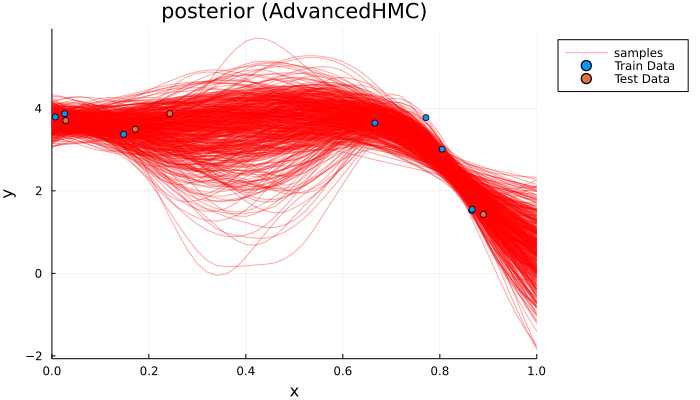 posterior (AdvancedHMC)
samples
Train Data
Test Data
y
4
2
0
−2
0.0 0.2 0.4 0.6 0.8 1.0
x